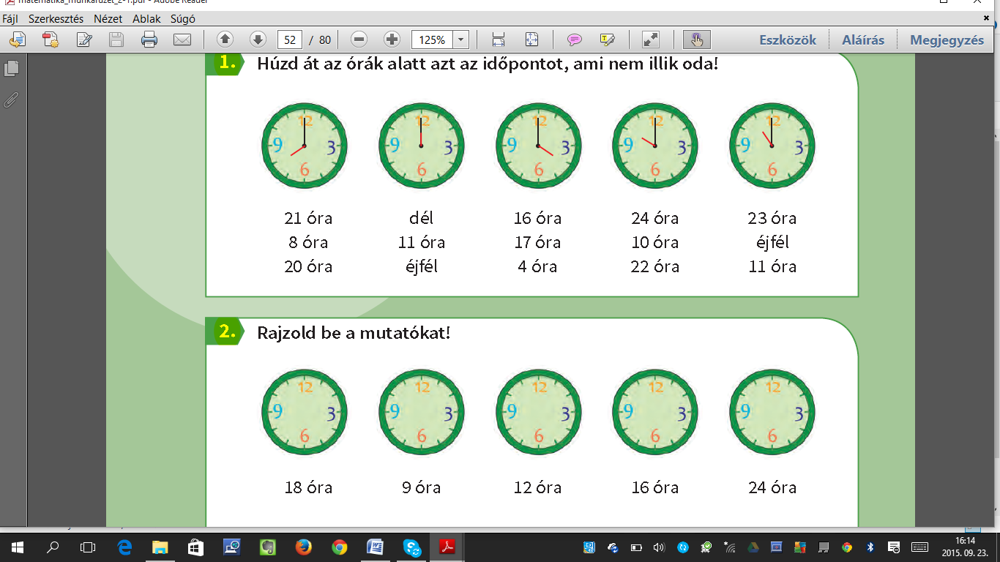 matematika_munkafuzet_2-1.pdf - Adobe Reader
Fájl Szerkesztés Nézet Ablak Súgó
52 / 80 125% Eszközök Aláírás Megjegyzés
1. Húzd át az órák alatt azt az időpontot, ami nem illik oda!
12 12 12 12 12
9 3 9 3 9 3 9 3 9 3
6 6 6 6 6
21 óra dél 16 óra 24 óra 23 óra
8 óra 11 óra 17 óra 10 óra éjfél
20 óra éjfél 4 óra 22 óra 11 óra
2. Rajzold be a mutatókat!
12 12 12 12 12
9 3 9 3 9 3 9 3 9 3
6 6 6 6 6
18 óra 9 óra 12 óra 16 óra 24 óra
16:14
2015. 09. 23.